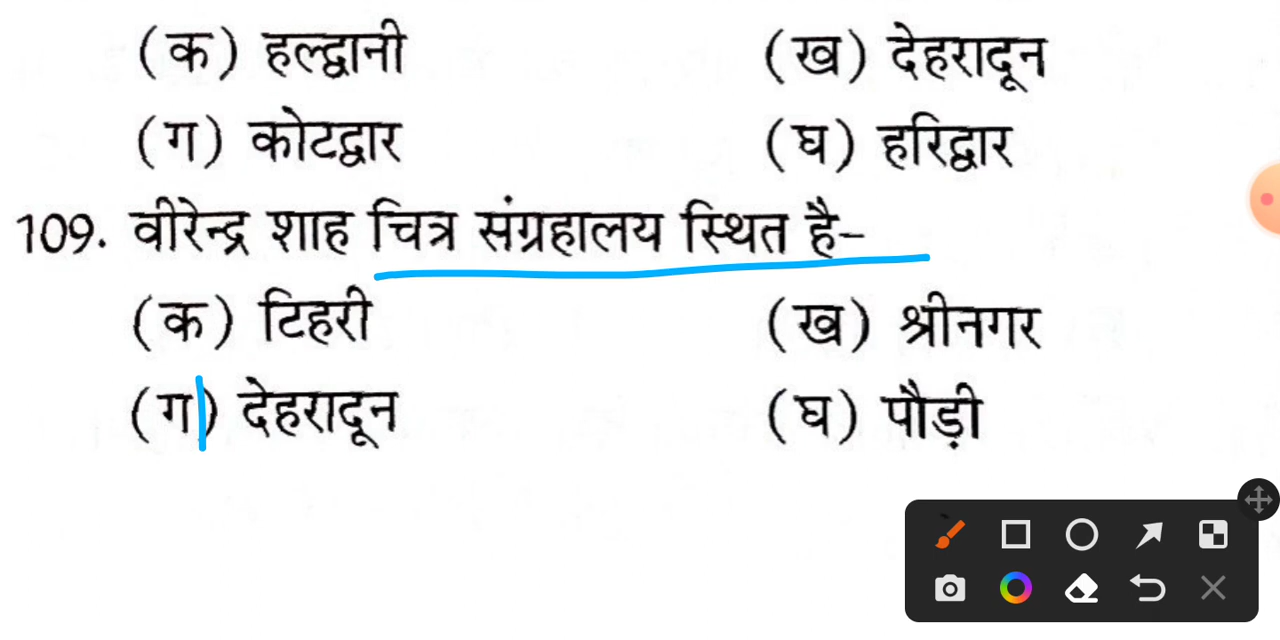 (क) हल्द्वानी (ख) देहरादून
(ग) कोटद्वार (घ) हरिद्वार
109. वीरेन्द्र शाह चित्र संग्रहालय स्थित है–
(क) टिहरी (ख) श्रीनगर
(ग) देहरादून (घ) पौड़ी